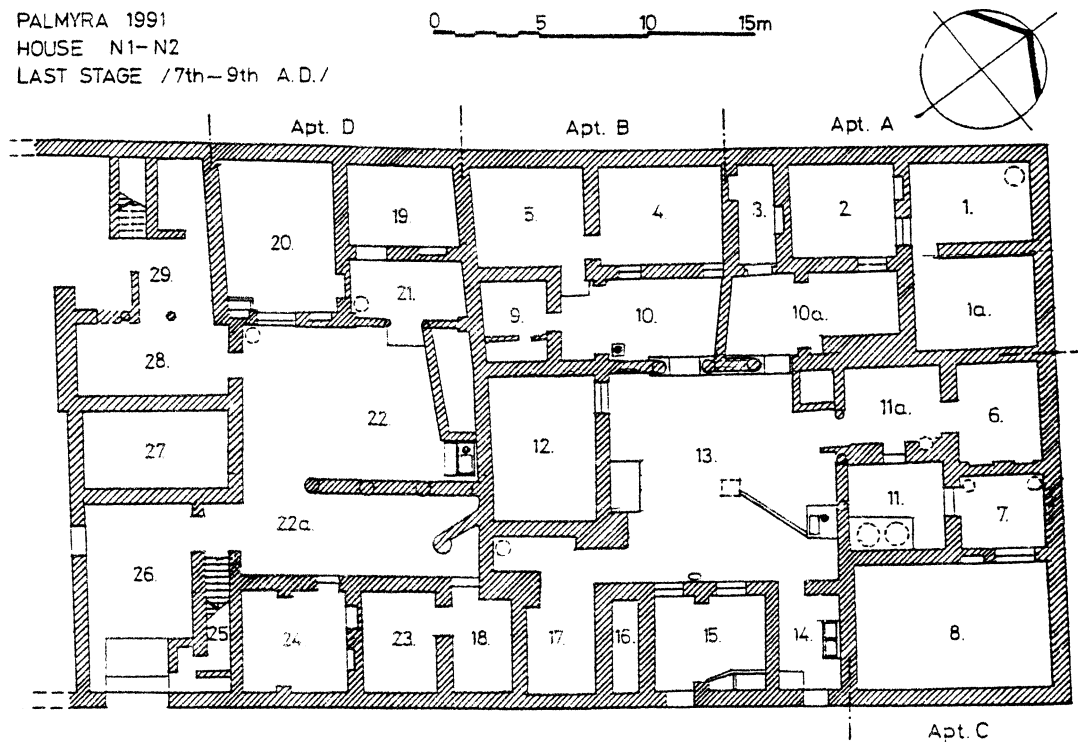 PALMYRA 1991
HOUSE N1-N2
LAST STAGE /7th-9th A.D./
0 5 10 15m
Apt. D Apt. B Apt. A
19. 5. 4. 3. 2. 1.
20.
29. 21. 9. 10. 10a. 1a.
28. 11a. 6.
22.
27. 12. 13.
11. 7.
22a.
26.
25. 24. 23. 18. 17. 16. 15. 14. 8.
Apt. C